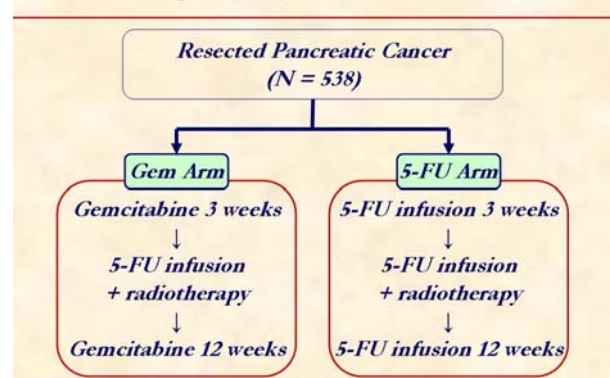 Resected Pancreatic Cancer
(N = 538)
Gem Arm
Gemcitabine 3 weeks
↓
5-FU infusion
+ radiotherapy
↓
Gemcitabine 12 weeks
5-FU Arm
5-FU infusion 3 weeks
↓
5-FU infusion
+ radiotherapy
↓
5-FU infusion 12 weeks